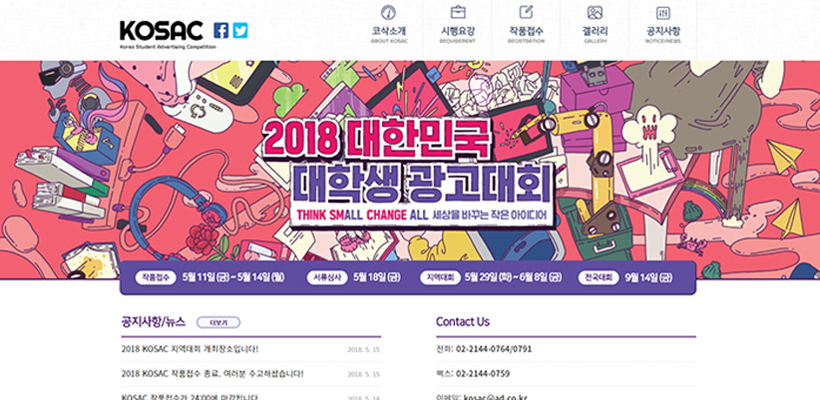 KOSAC
Korea Student Advertising Competition
코삭소개
ABOUT KOSAC
시행요강
REQUIREMENT
작품접수
REGISTRATION
갤러리
GALLERY
공지사항
NOTICE/NEWS
2018 대한민국
대학생 광고대회
THINK SMALL CHANGE ALL 세상을 바꾸는 작은 아이디어
작품접수 5월 11일 (금) ~ 5월 14일 (월) 서류심사 5월 18일 (금) 지역대회 5월 29일 (화) ~ 6월 8일 (금) 전국대회 9월 14일 (금)
공지사항/뉴스 더보기
2018 KOSAC 지역대회 개최장소입니다! 2018. 5. 15
2018 KOSAC 작품접수 종료. 여러분 수고하셨습니다! 2018. 5. 15
KOSAC 작품접수가 24:00에 마감됩니다 2018. 5. 14
Contact Us
전화: 02-2144-0764/0791
팩스: 02-2144-0759
이메일: kosac@ad.co.kr